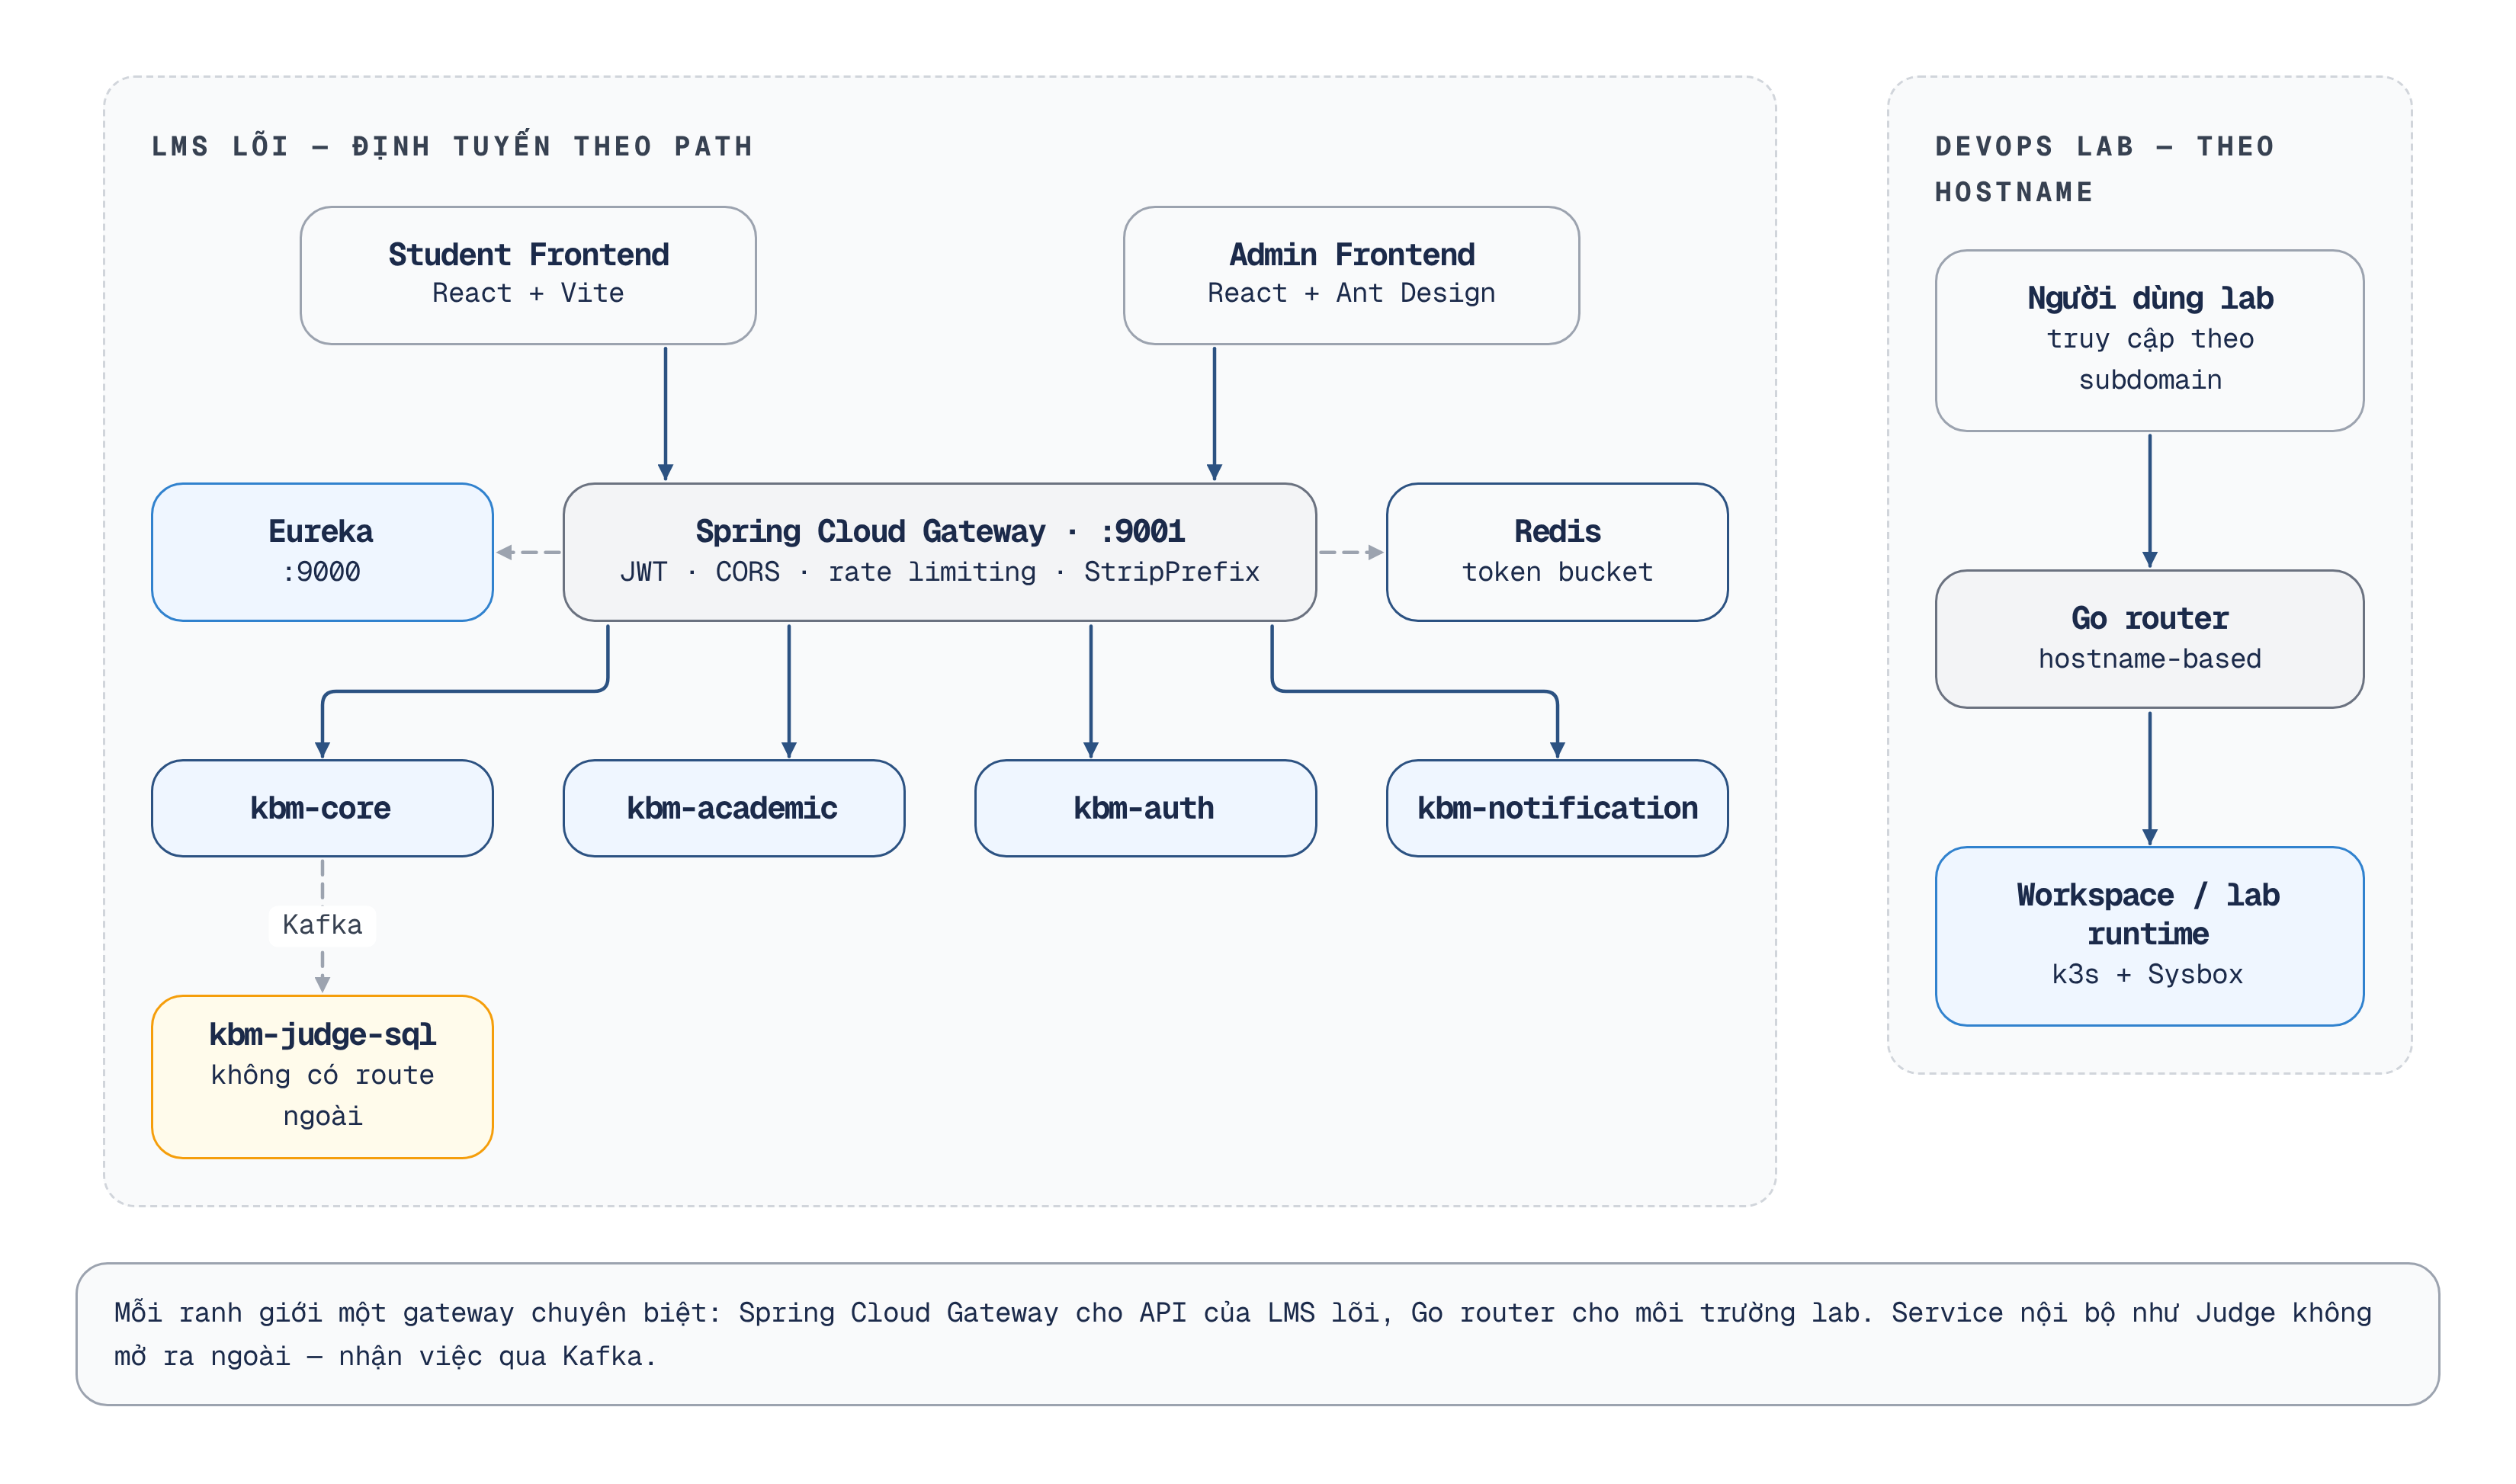 LMS LÕI — ĐỊNH TUYẾN THEO PATH
Student Frontend
React + Vite
Admin Frontend
React + Ant Design
Eureka
:9000
Spring Cloud Gateway · :9001
JWT · CORS · rate limiting · StripPrefix
Redis
token bucket
kbm-core
kbm-academic
kbm-auth
kbm-notification
Kafka
kbm-judge-sql
không có route
ngoài
DEVOPS LAB — THEO
HOSTNAME
Người dùng lab
truy cập theo
subdomain
Go router
hostname-based
Workspace / lab
runtime
k3s + Sysbox
Mỗi ranh giới một gateway chuyên biệt: Spring Cloud Gateway cho API của LMS lõi, Go router cho môi trường lab. Service nội bộ như Judge không
mở ra ngoài — nhận việc qua Kafka.